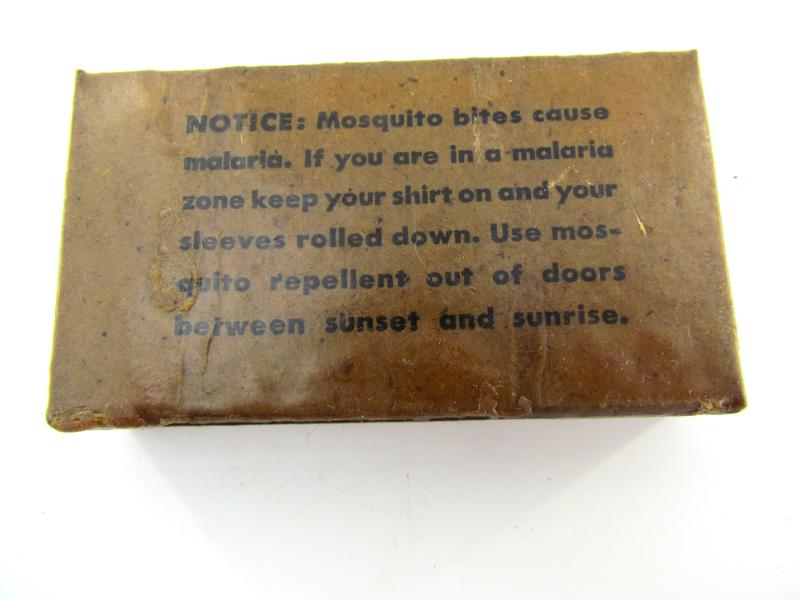 NOTICE: Mosquito bites cause
malaria. If you are in a malaria
zone keep your shirt on and your
sleeves rolled down. Use mos-
quito repellent out of doors
between sunset and sunrise.